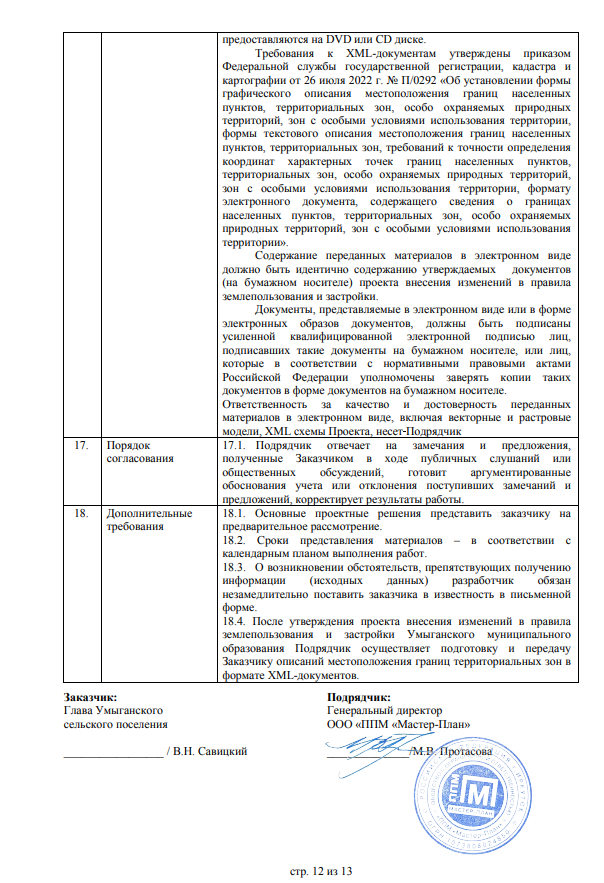 предоставляются на DVD или CD диске.
Требования к XML-документам утверждены приказом
Федеральной службы государственной регистрации, кадастра и
картографии от 26 июля 2022 г. № П/0292 «Об установлении формы
графического описания местоположения границ населенных
пунктов, территориальных зон, особо охраняемых природных
территорий, зон с особыми условиями использования территории,
формы текстового описания местоположения границ населенных
пунктов, территориальных зон, требований к точности определения
координат характерных точек границ населенных пунктов,
территориальных зон, особо охраняемых природных территорий,
зон с особыми условиями использования территории, формату
электронного документа, содержащего сведения о границах
населенных пунктов, территориальных зон, особо охраняемых
природных территорий, зон с особыми условиями использования
территории».
Содержание переданных материалов в электронном виде
должно быть идентично содержанию утверждаемых документов
(на бумажном носителе) проекта внесения изменений в правила
землепользования и застройки.
Документы, представляемые в электронном виде или в форме
электронных образов документов, должны быть подписаны
усиленной квалифицированной электронной подписью лиц,
подписавших такие документы на бумажном носителе, или лиц,
которые в соответствии с нормативными правовыми актами
Российской Федерации уполномочены заверять копии таких
документов в форме документов на бумажном носителе.
Ответственность за качество и достоверность переданных
материалов в электронном виде, включая векторные и растровые
модели, XML схемы Проекта, несет-Подрядчик
17. Порядок согласования
17.1. Подрядчик отвечает на замечания и предложения,
полученные Заказчиком в ходе публичных слушаний или
общественных обсуждений, готовит аргументированные
обоснования учета или отклонения поступивших замечаний и
предложений, корректирует результаты работы.
18. Дополнительные требования
18.1. Основные проектные решения представить заказчику на
предварительное рассмотрение.
18.2. Сроки представления материалов – в соответствии с
календарным планом выполнения работ.
18.3. О возникновении обстоятельств, препятствующих получению
информации (исходных данных) разработчик обязан
незамедлительно поставить заказчика в известность в письменной
форме.
18.4. После утверждения проекта внесения изменений в правила
землепользования и застройки Умыганского муниципального
образования Подрядчик осуществляет подготовку и передачу
Заказчику описаний местоположения границ территориальных зон в
формате XML-документов.
Заказчик:
Глава Умыганского
сельского поселения
_________________ / В.Н. Савицкий
Подрядчик:
Генеральный директор
ООО «ППМ «Мастер-План»
______________/М.В. Протасова
ППМ
МАСТЕР ПЛАН
стр. 12 из 13